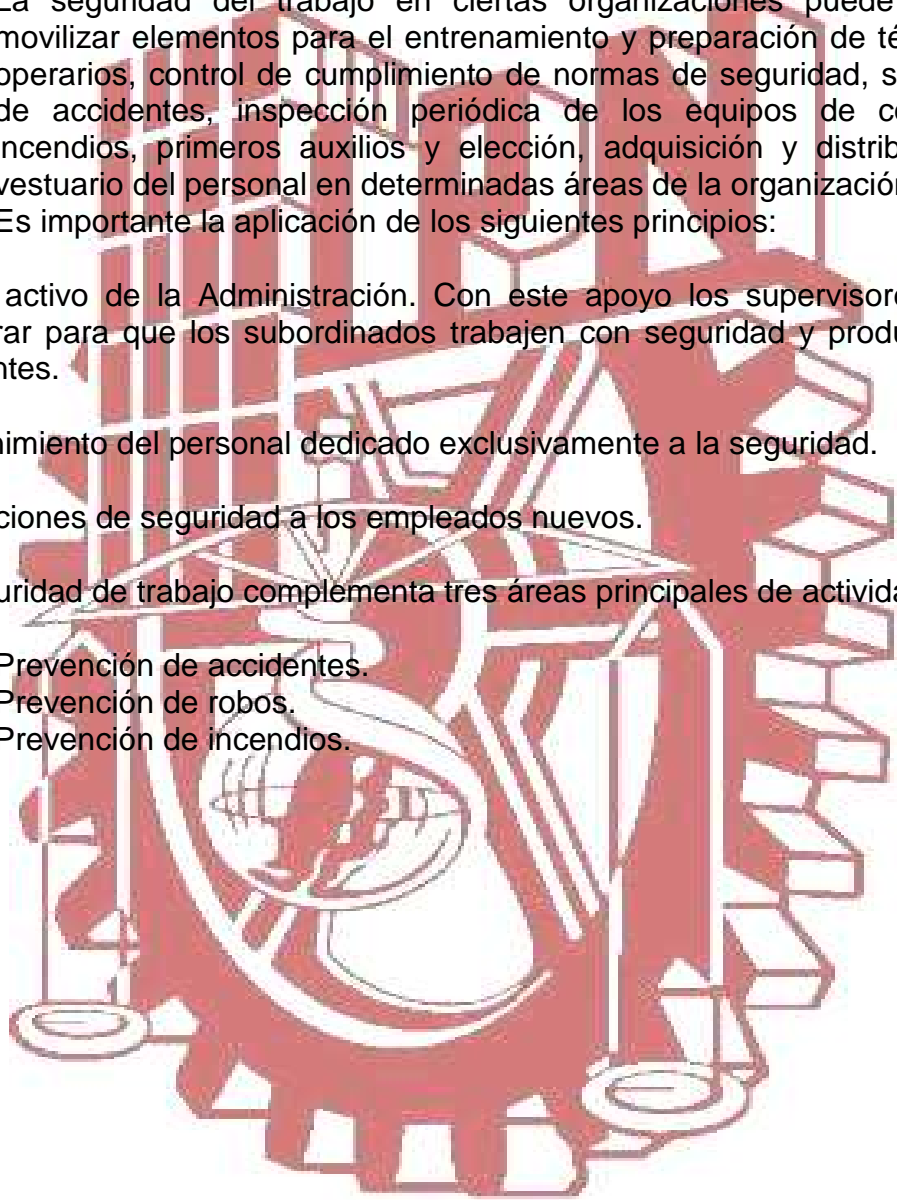 La seguridad del trabajo en ciertas organizaciones puede
movilizar elementos para el entrenamiento y preparación de té
operarios, control de cumplimiento de normas de seguridad, s
de accidentes, inspección periódica de los equipos de c
ncendios, primeros auxilios y elección, adquisición y distrib
vestuario del personal en determinadas áreas de la organización
Es importante la aplicación de los siguientes principios:
activo de la Administración. Con este apoyo los supervisor
rar para que los subordinados trabajen con seguridad y produ
ntes.
nimiento del personal dedicado exclusivamente a la seguridad.
ciones de seguridad a los empleados nuevos.
uridad de trabajo complementa tres áreas principales de activida
Prevención de accidentes.
Prevención de robos.
Prevención de incendios.
IPN